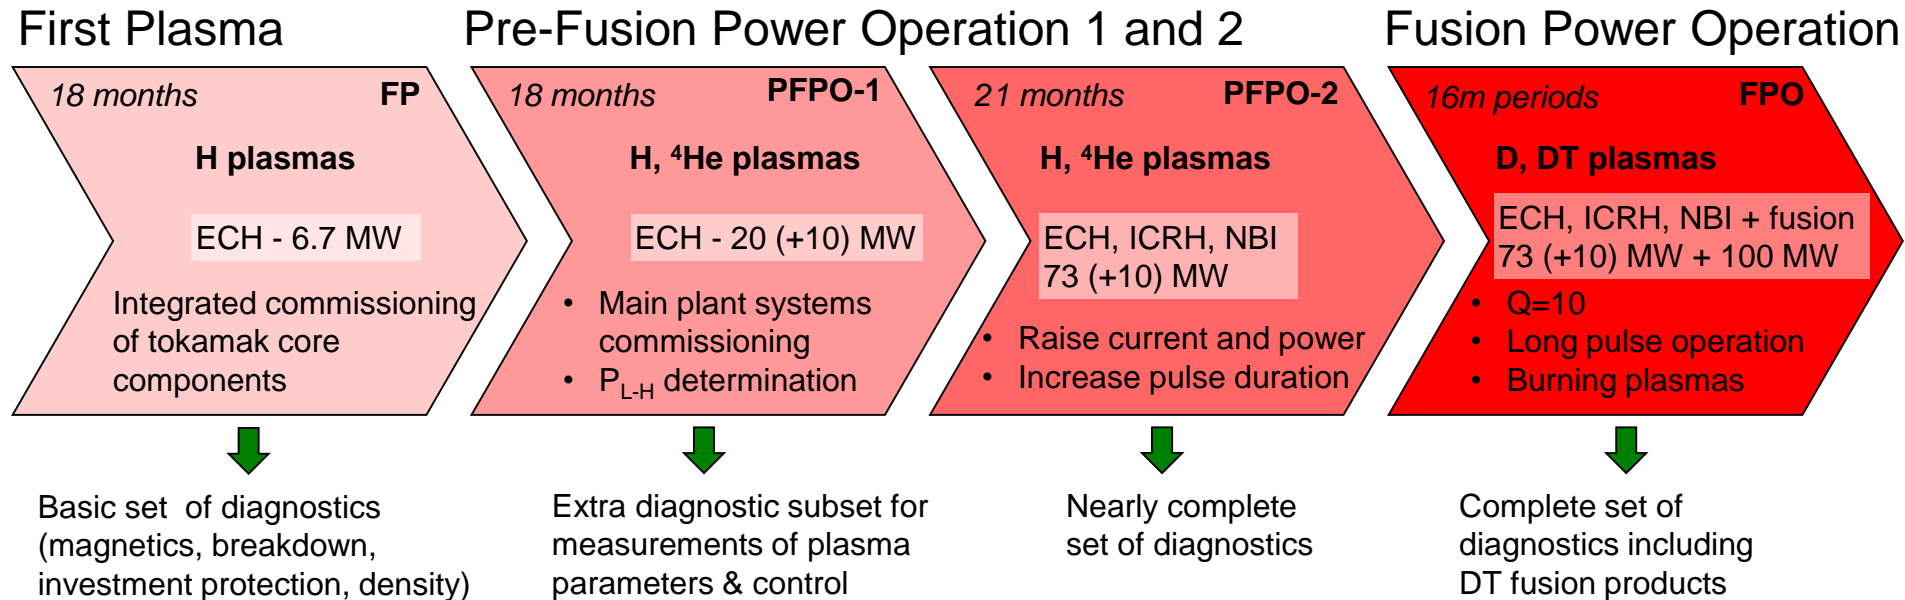 First Plasma
Pre-Fusion Power Operation 1 and 2
Fusion Power Operation
18 months
FP
H plasmas
ECH - 6.7 MW
Integrated commissioning
of tokamak core
components
18 months
PFPO-1
H, ⁴He plasmas
ECH - 20 (+10) MW
• Main plant systems
commissioning
• P_L-H determination
21 months
PFPO-2
H, ⁴He plasmas
ECH, ICRH, NBI
73 (+10) MW
• Raise current and power
• Increase pulse duration
16m periods
FPO
D, DT plasmas
ECH, ICRH, NBI + fusion
73 (+10) MW + 100 MW
• Q=10
• Long pulse operation
• Burning plasmas
Basic set of diagnostics
(magnetics, breakdown,
investment protection, density)
Extra diagnostic subset for
measurements of plasma
parameters & control
Nearly complete
set of diagnostics
Complete set of
diagnostics including
DT fusion products